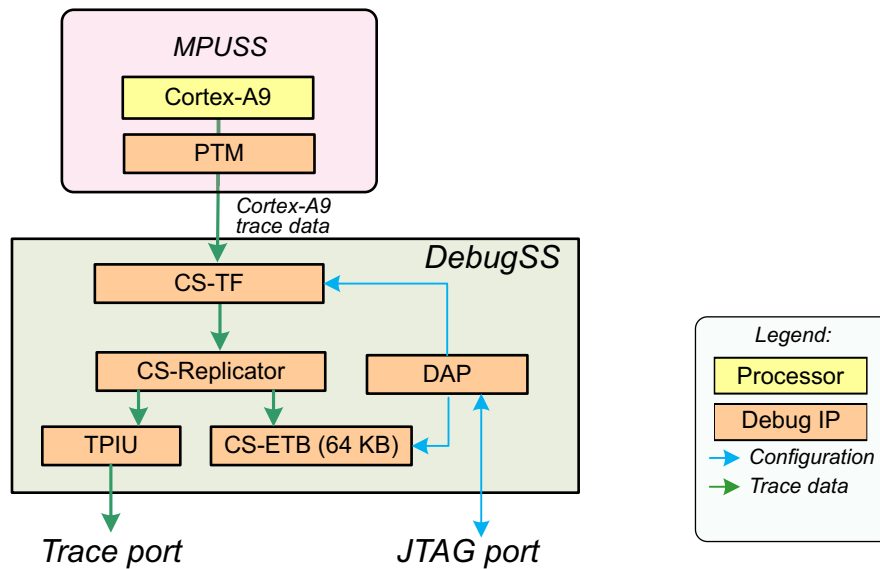 MPUSS
Cortex-A9
PTM
Cortex-A9
trace data
DebugSS
CS-TF
CS-Replicator
DAP
TPIU
CS-ETB (64 KB)
Trace port
JTAG port
Legend:
Processor
Debug IP
Configuration
Trace data